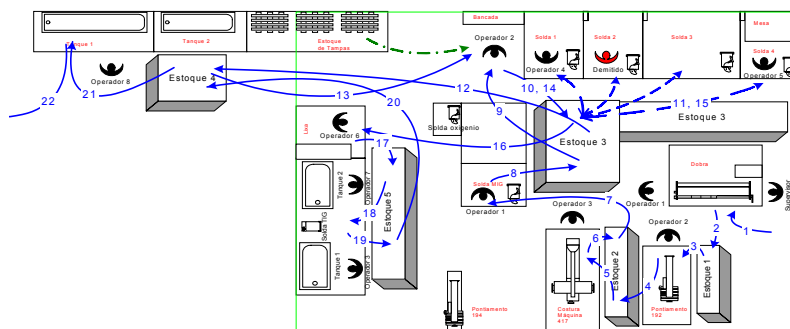 Tanque 1
Tanque 2
Estoque
de Tampas
Bancada
Operador 2
Solda 1
Operador 4
Solda 2
Demitido
Solda 3
Mesa
Solda 4
Operador 5
22
21
Operador 8
Estoque 4
13
20
12
10, 14
9
11, 15
Estoque 3
Estoque 3
Lixa
Operador 6
17
16
Solda oxigenio
8
Solda MIG
Operador 1
7
Dobra
Operador 1
Supervisor
Tanque 2
Operador 7
Solda TIG
18
19
Tanque 1
Operador 3
Estoque 5
Operador 3
6
5
Estoque 2
4
Operador 2
3
2
1
Estoque 1
Pontiamento
194
Costura
Máquina
417
Pontiamento
192